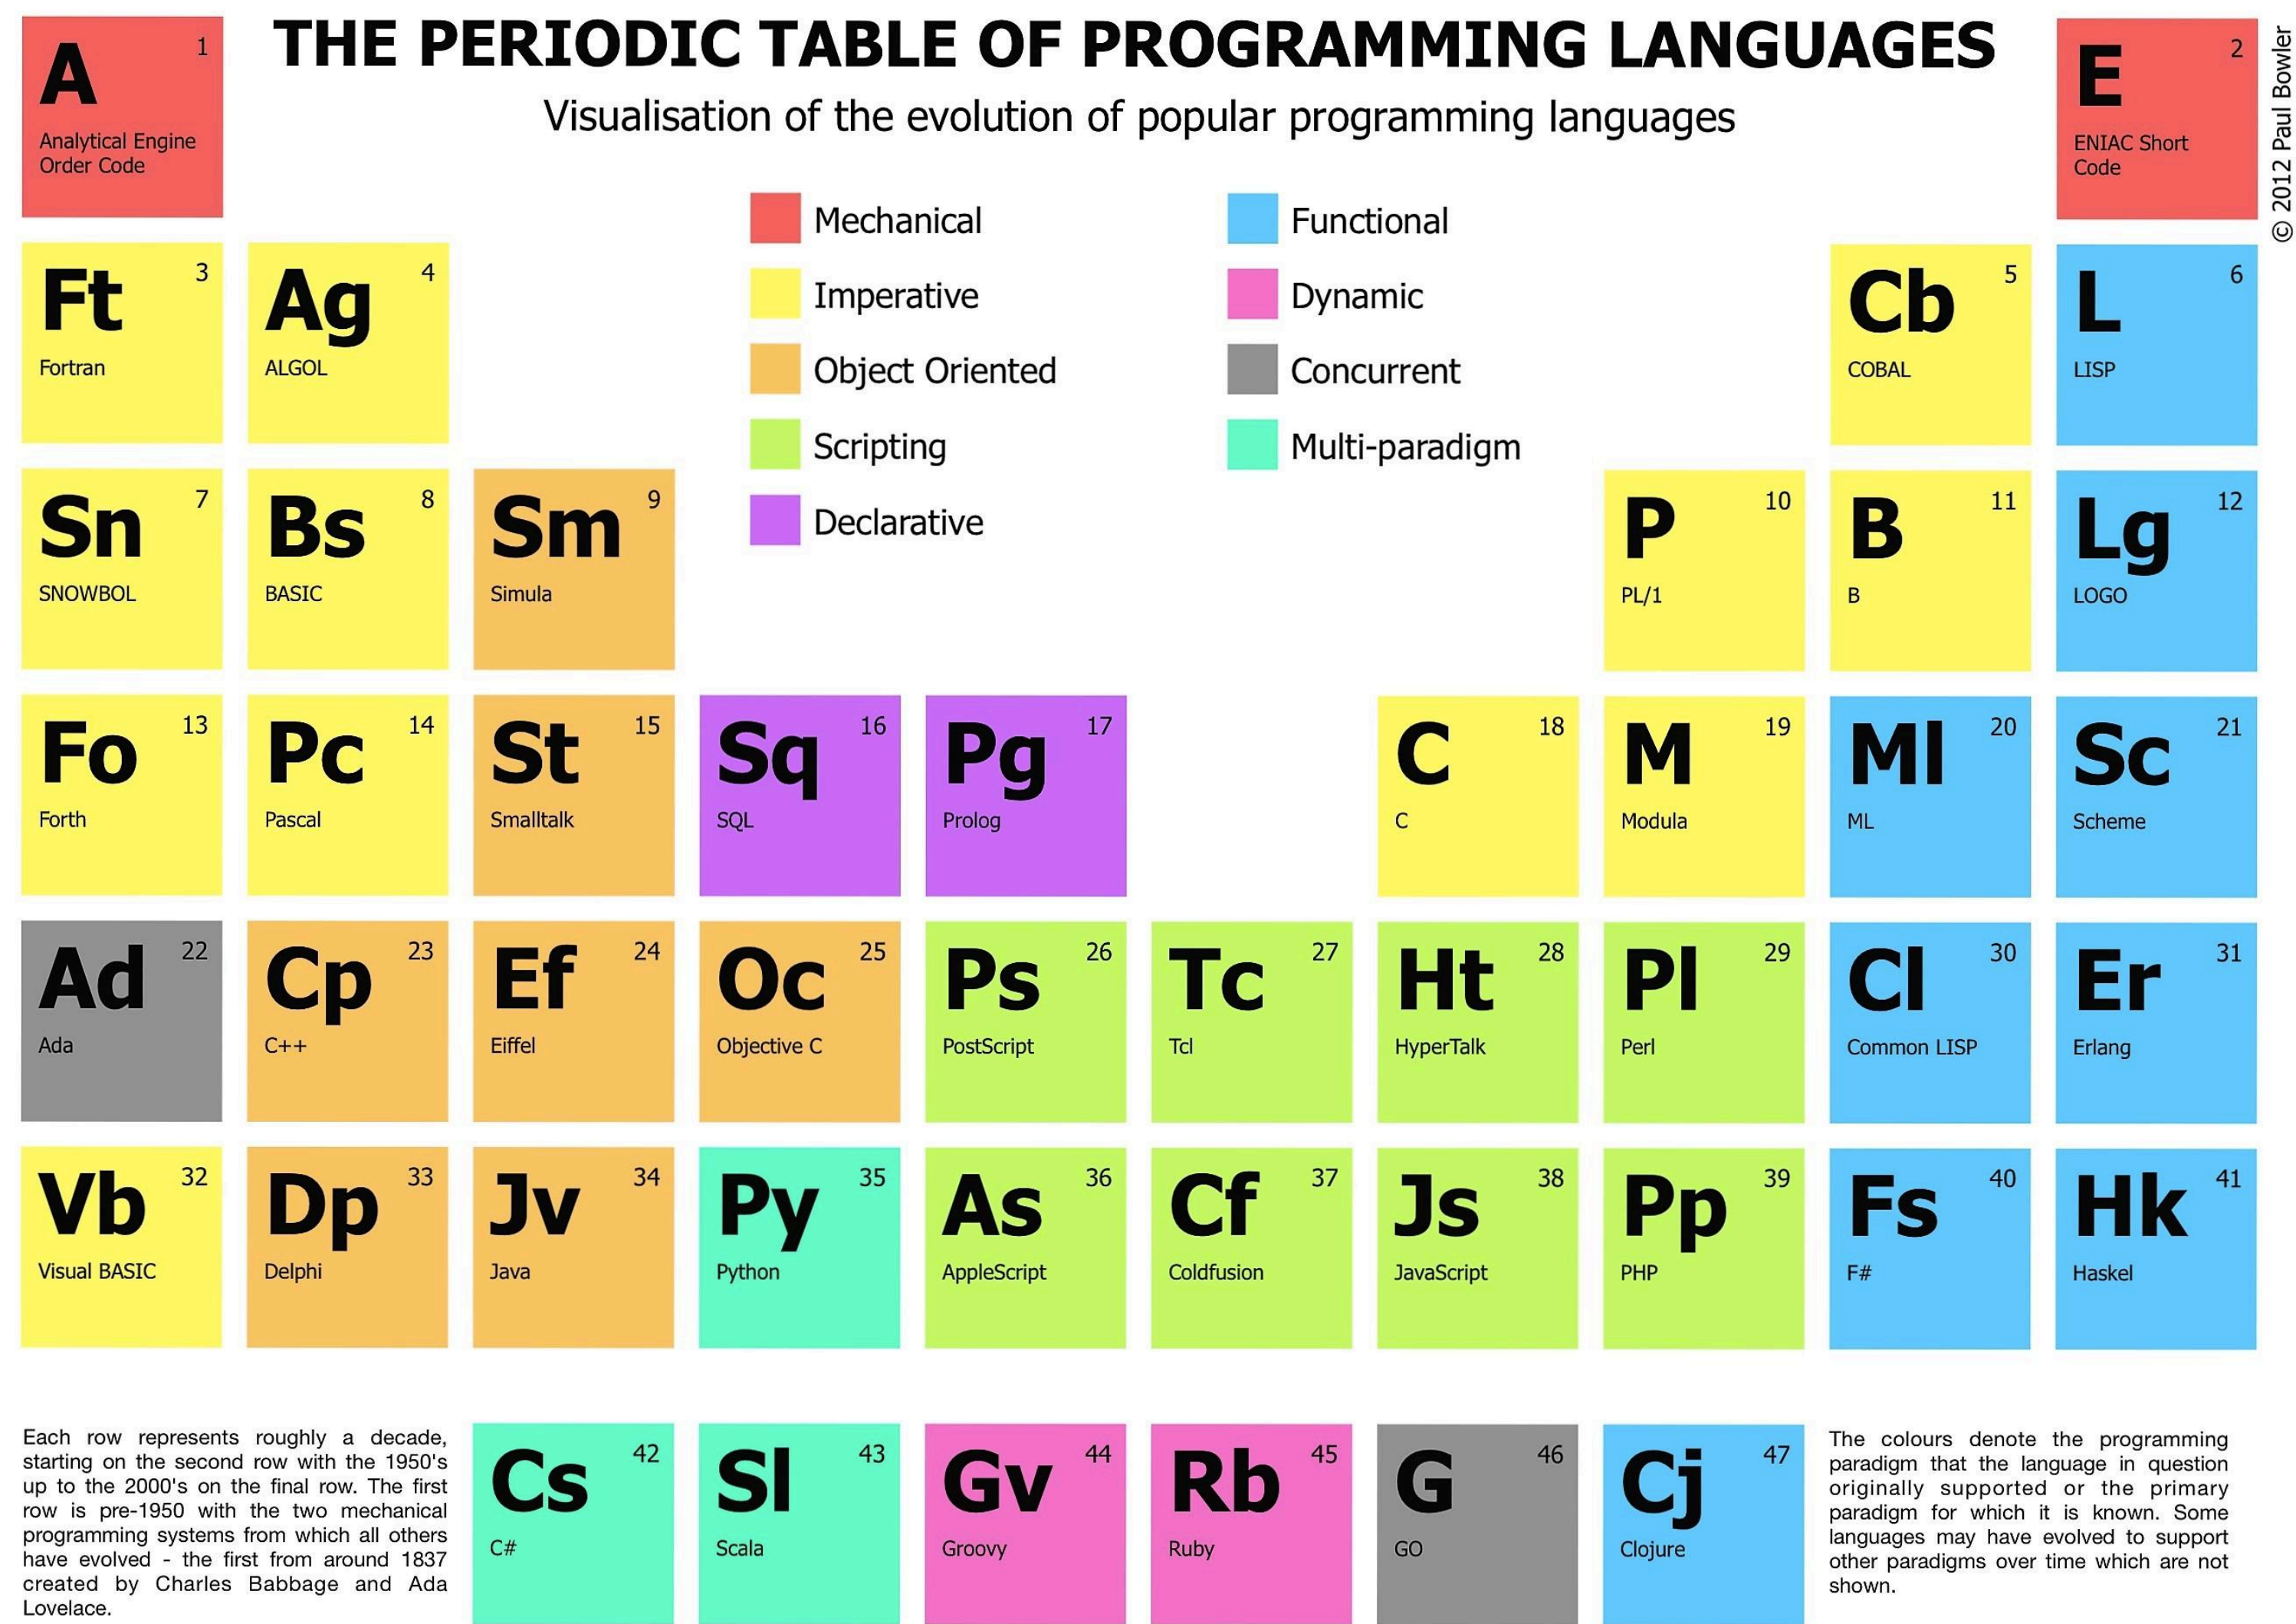 THE PERIODIC TABLE OF PROGRAMMING LANGUAGES
Visualisation of the evolution of popular programming languages
© 2012 Paul Bowler
A 1
Analytical Engine
Order Code
E 2
ENIAC Short
Code
Mechanical
Imperative
Object Oriented
Scripting
Declarative
Functional
Dynamic
Concurrent
Multi-paradigm
Ft 3
Fortran
Ag 4
ALGOL
Cb 5
COBAL
L 6
LISP
Sn 7
SNOWBOL
Bs 8
BASIC
Sm 9
Simula
P 10
PL/1
B 11
B
Lg 12
LOGO
Fo 13
Forth
Pc 14
Pascal
St 15
Smalltalk
Sq 16
SQL
Pg 17
Prolog
C 18
C
M 19
Modula
Ml 20
ML
Sc 21
Scheme
Ad 22
Ada
Cp 23
C++
Ef 24
Eiffel
Oc 25
Objective C
Ps 26
PostScript
Tc 27
Tcl
Ht 28
HyperTalk
Pl 29
Perl
Cl 30
Common LISP
Er 31
Erlang
Vb 32
Visual BASIC
Dp 33
Delphi
Jv 34
Java
Py 35
Python
As 36
AppleScript
Cf 37
Coldfusion
Js 38
JavaScript
Pp 39
PHP
Fs 40
F#
Hk 41
Haskel
Each row represents roughly a decade,
starting on the second row with the 1950's
up to the 2000's on the final row. The first
row is pre-1950 with the two mechanical
programming systems from which all others
have evolved - the first from around 1837
created by Charles Babbage and Ada
Lovelace.
Cs 42
C#
Sl 43
Scala
Gv 44
Groovy
Rb 45
Ruby
G 46
GO
Cj 47
Clojure
The colours denote the programming
paradigm that the language in question
originally supported or the primary
paradigm for which it is known. Some
languages may have evolved to support
other paradigms over time which are not
shown.